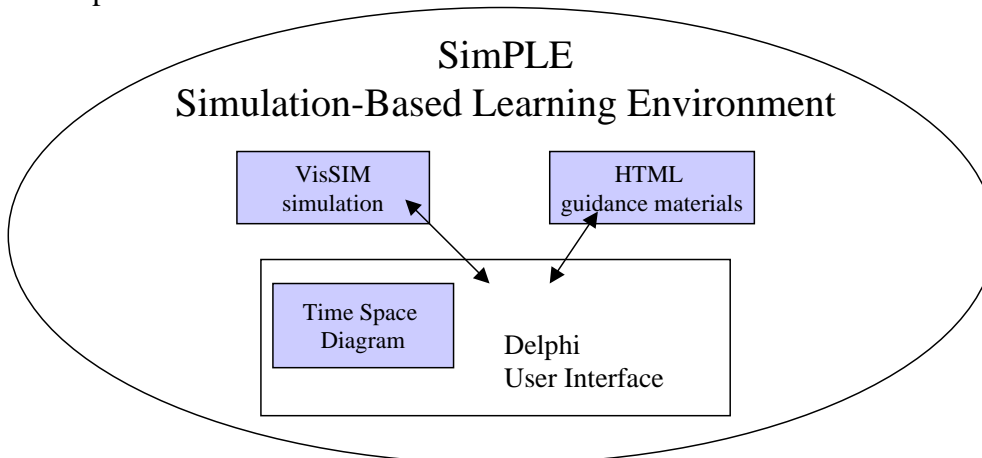 SimPLE
Simulation-Based Learning Environment
VisSIM
simulation
HTML
guidance materials
Time Space
Diagram
Delphi
User Interface